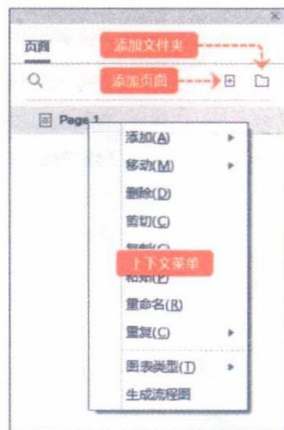 页面
添加文件夹
添加页面
Page 1
添加(A)
移动(M)
删除(D)
剪切(C)
复制(C)
上下文菜单
粘贴(P)
重命名(R)
重复(C)
图表类型(T)
生成流程图